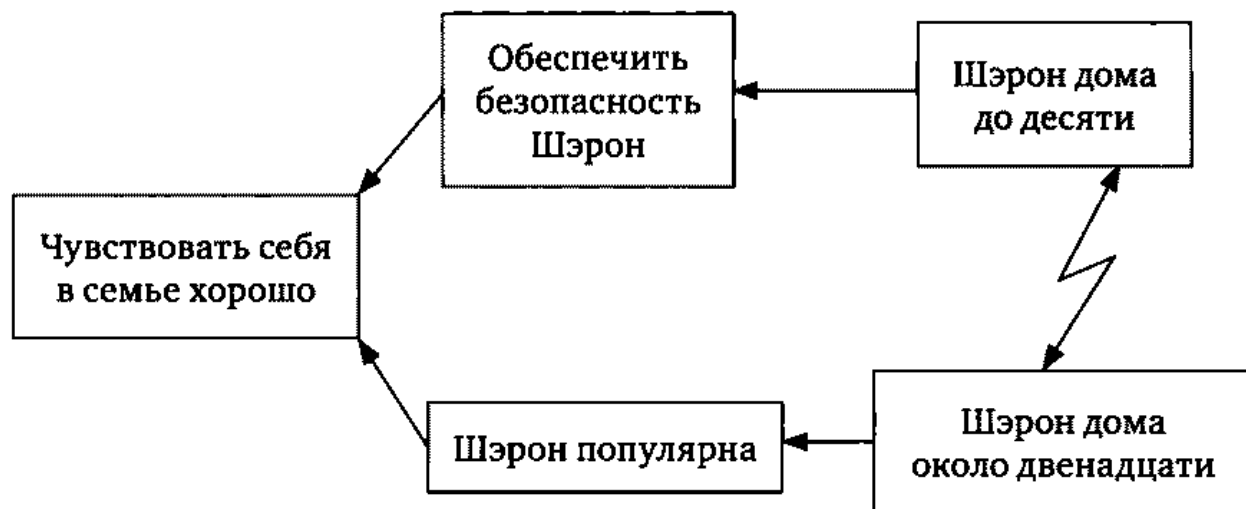 Обеспечить
безопасность
Шэрон
Шэрон дома
до десяти
Чувствовать себя
в семье хорошо
Шэрон популярна
Шэрон дома
около двенадцати